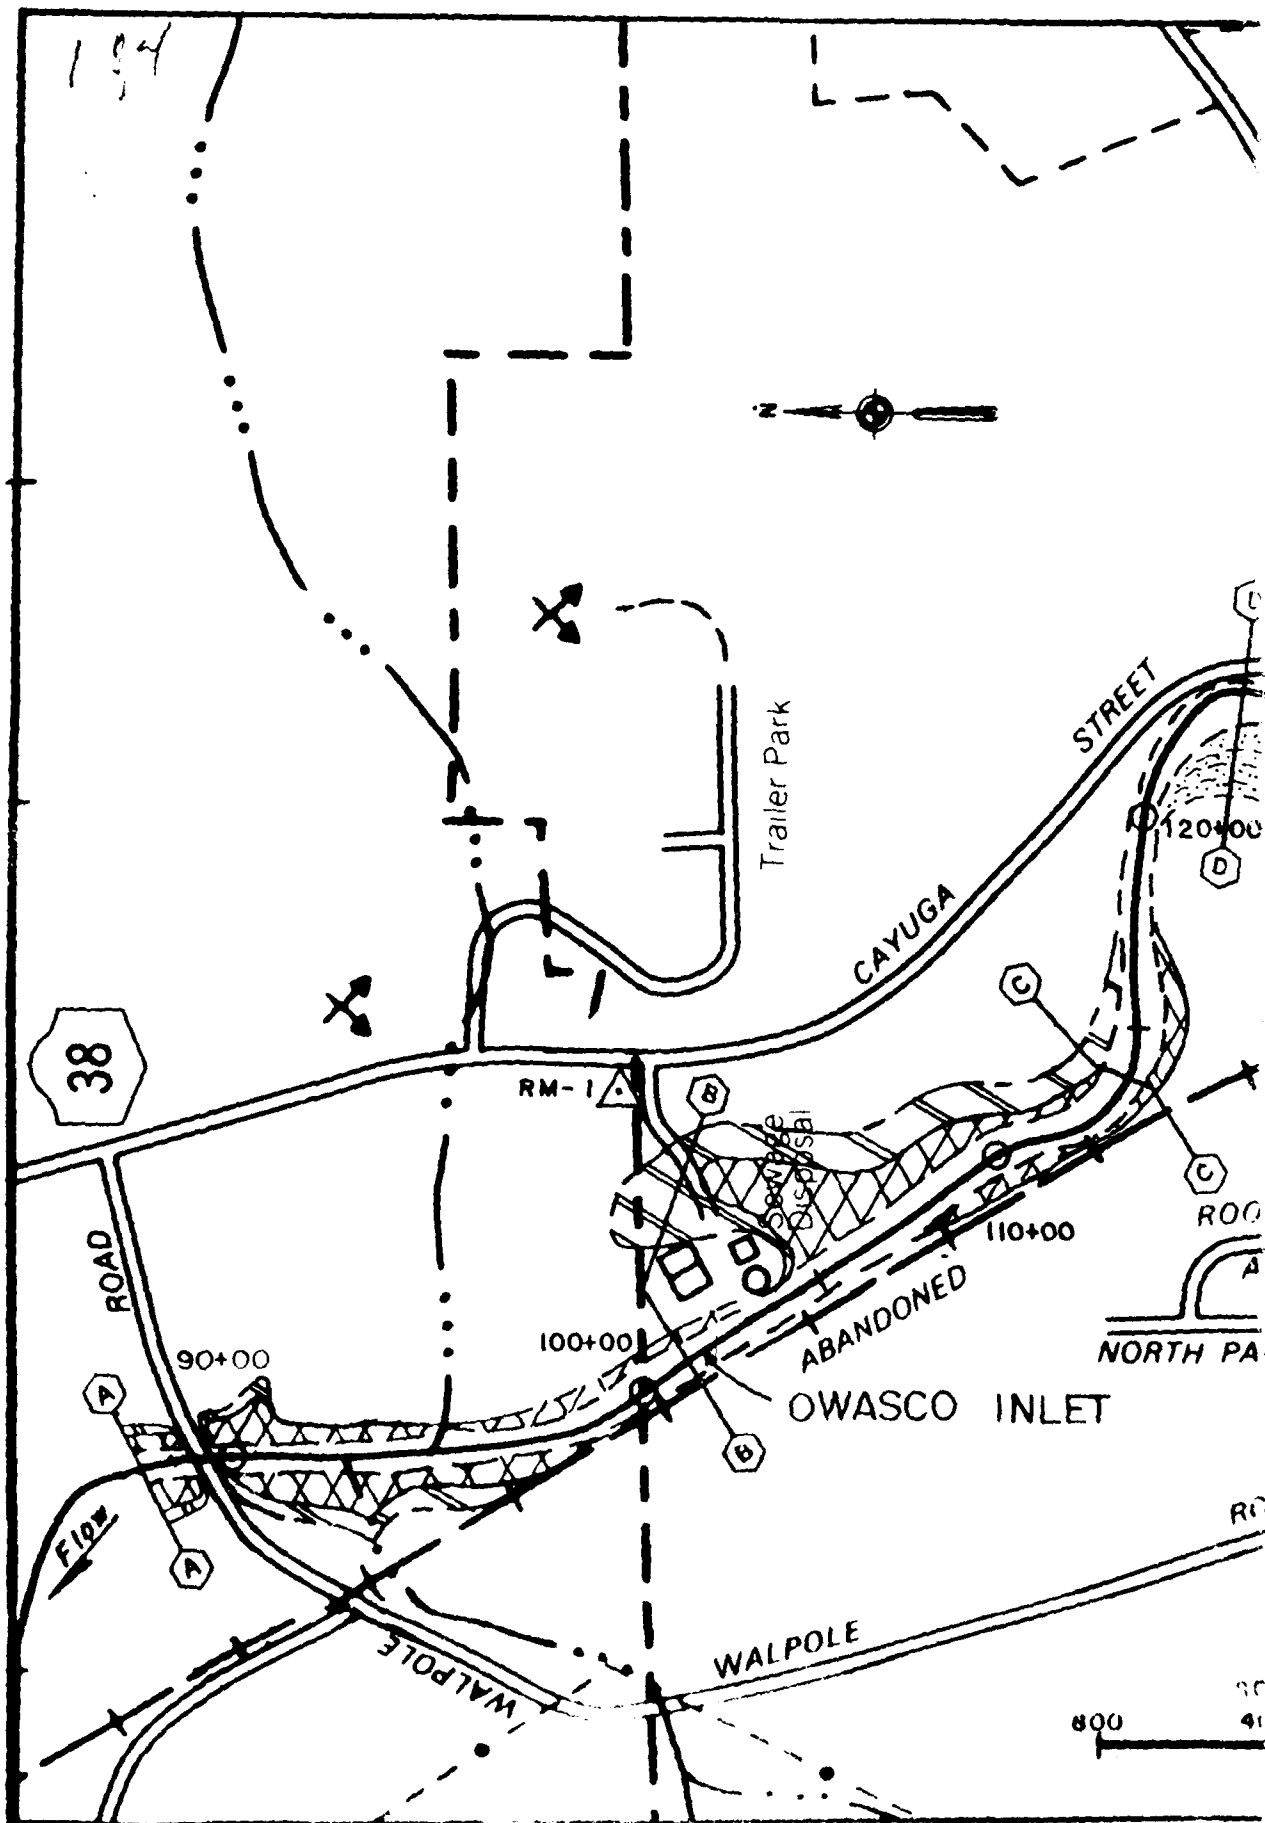 194
N.
STREET
Trailer Park
120+00
D
CAYUGA
C
38
RM-1
B
Sewage
Disposal
C
110+00
ROAD
ABANDONED
100+00
90+00
NORTH
A
OWASCO INLET
B
Flow
A
WALPOLE
WALPOLE
800